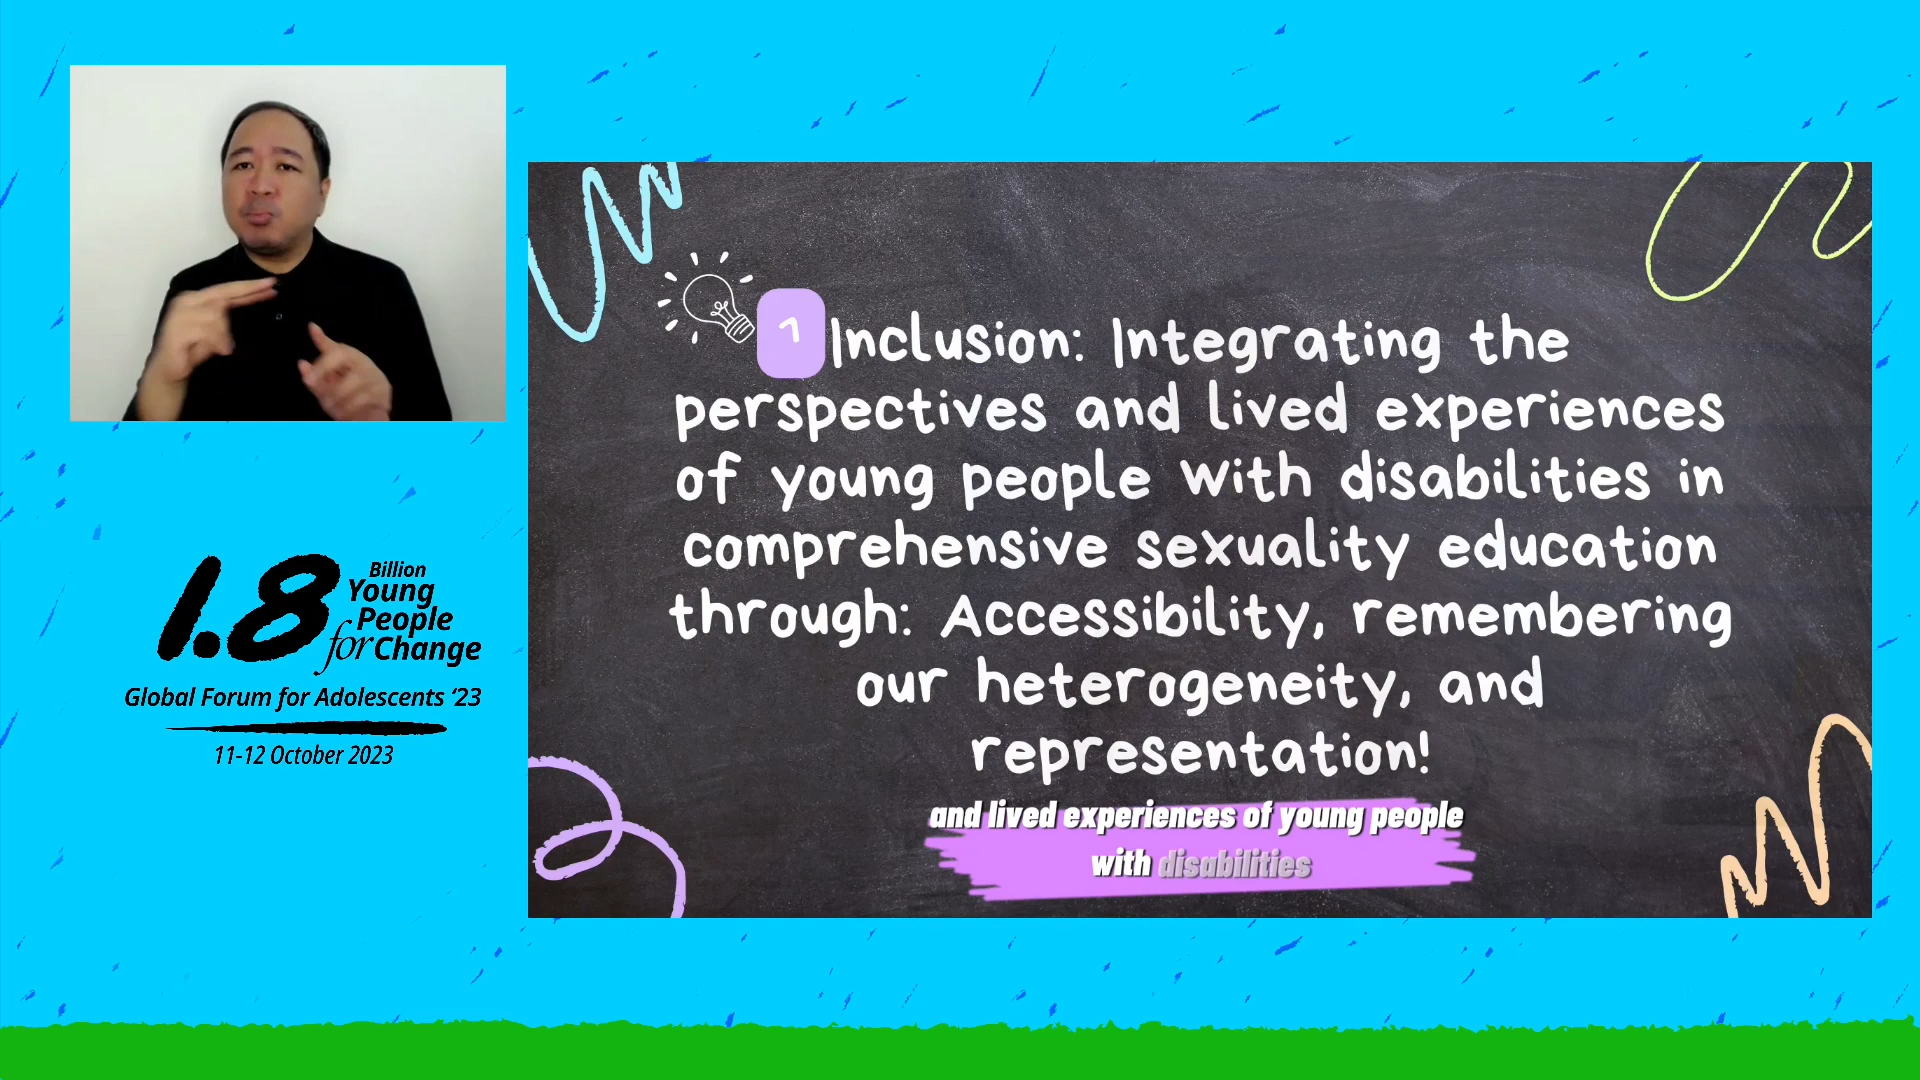 1.8 Billion
Young
People
for Change
Global Forum for Adolescents ‘23
11-12 October 2023
1 Inclusion: Integrating the
perspectives and lived experiences
of young people with disabilities in
comprehensive sexuality education
through: Accessibility, remembering
our heterogeneity, and
representation!
and lived experiences of young people
with disabilities